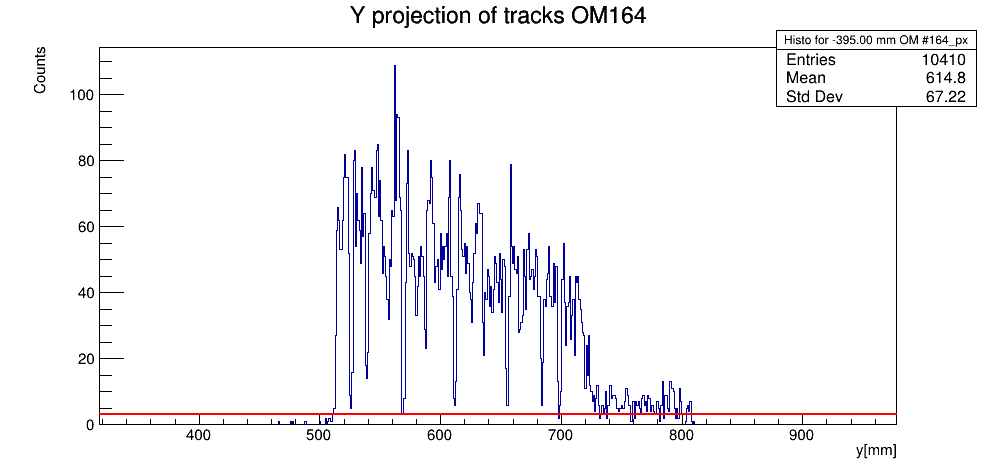 Y projection of tracks OM164
Histo for -395.00 mm OM #164_px
Entries 10410
Mean 614.8
Std Dev 67.22
Counts
100
80
60
40
20
0
400 500 600 700 800 900
y[mm]